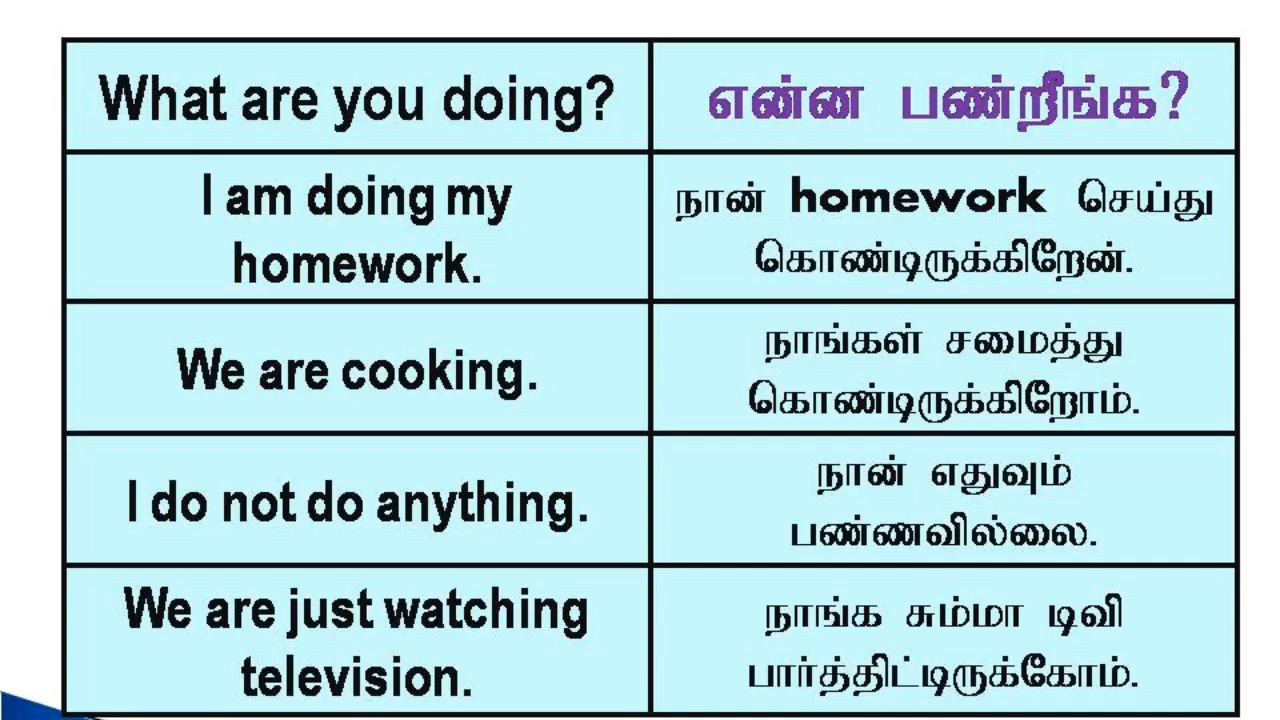 What are you doing?
என்ன பண்றீங்க?
I am doing my
homework.
நான் homework செய்து
கொண்டிருக்கிறேன்.
We are cooking.
நாங்கள் சமைத்து
கொண்டிருக்கிறோம்.
I do not do anything.
நான் எதுவும்
பண்ணவில்லை.
We are just watching
television.
நாங்க சும்மா டிவி
பார்த்திட்டிருக்கோம்.